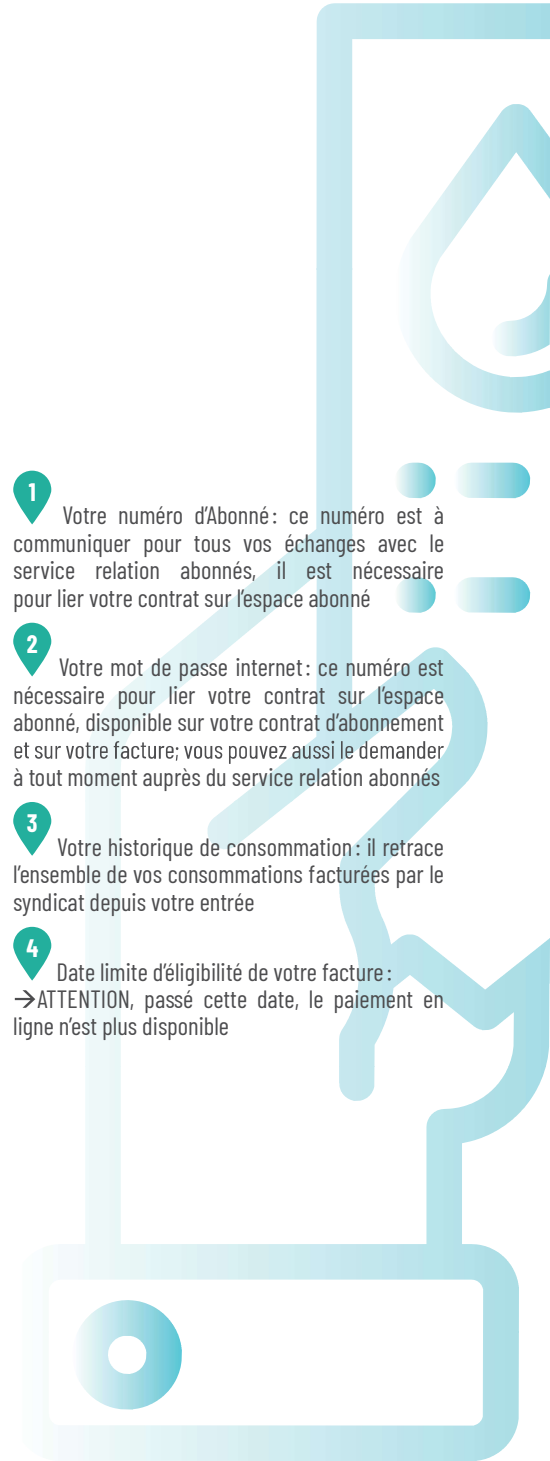 1
Votre numéro d'Abonné : ce numéro est à
communiquer pour tous vos échanges avec le
service relation abonnés, il est nécessaire
pour lier votre contrat sur l'espace abonné
2
Votre mot de passe internet : ce numéro est
nécessaire pour lier votre contrat sur l'espace
abonné, disponible sur votre contrat d'abonnement
et sur votre facture; vous pouvez aussi le demander
à tout moment auprès du service relation abonnés
3
Votre historique de consommation : il retrace
l'ensemble de vos consommations facturées par le
syndicat depuis votre entrée
4
Date limite d'éligibilité de votre facture :
→ATTENTION, passé cette date, le paiement en
ligne n'est plus disponible